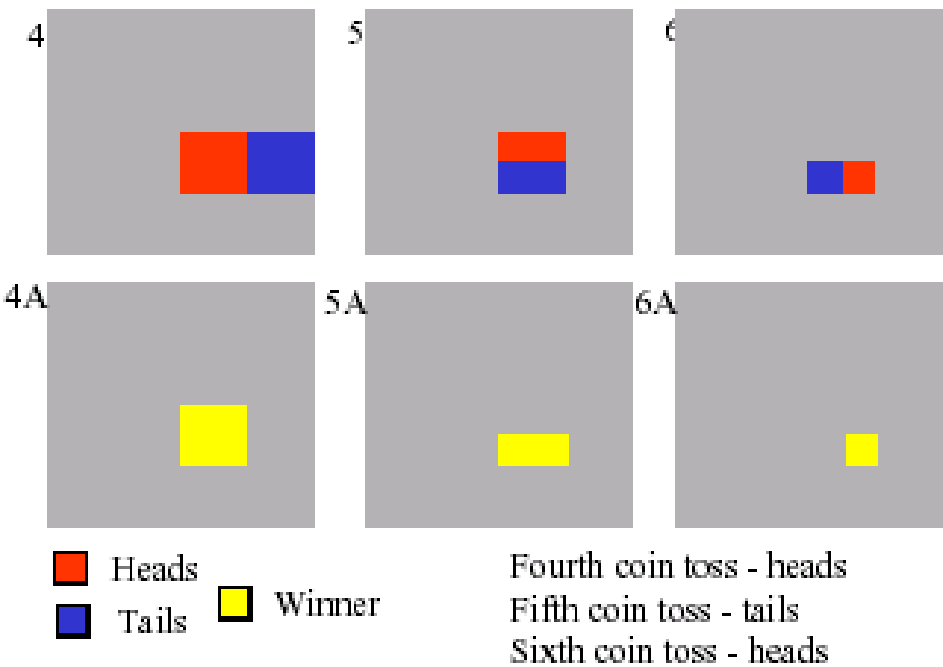 4
5
6
4A
5A
6A
Heads
Tails
Winner
Fourth coin toss - heads
Fifth coin toss - tails
Sixth coin toss - heads